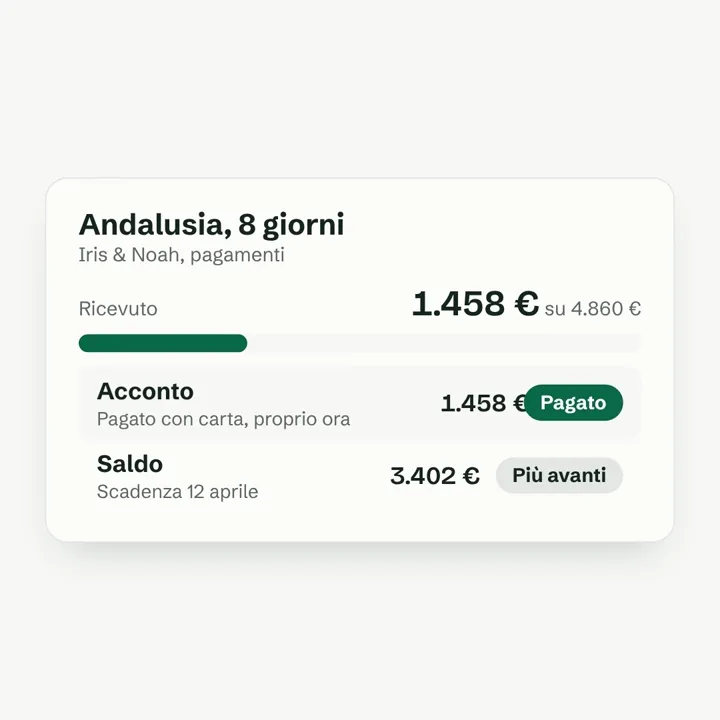 Andalusia, 8 giorni
Iris & Noah, pagamenti
Ricevuto 1.458 € su 4.860 €
Acconto
Pagato con carta, proprio ora
1.458 € Pagato
Saldo
Scadenza 12 aprile
3.402 € Più avanti